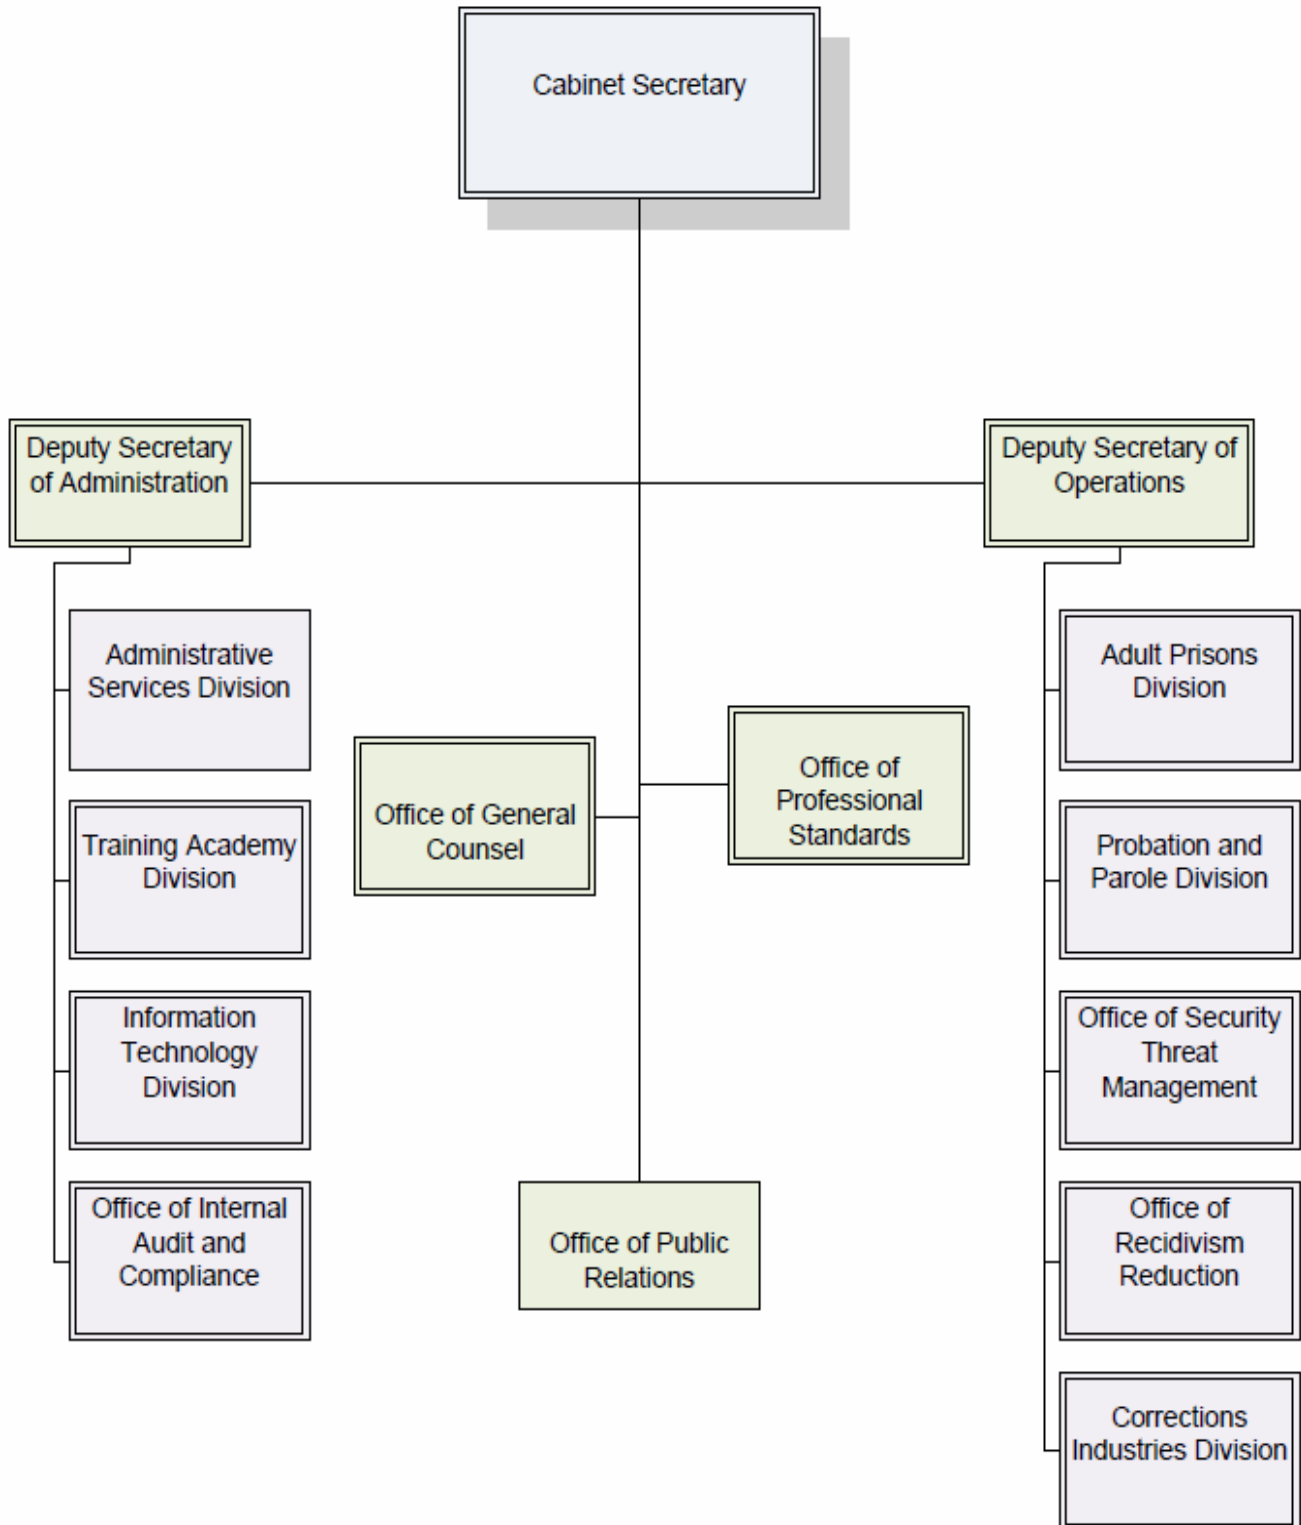 Cabinet Secretary
Deputy Secretary
of Administration
Deputy Secretary of
Operations
Administrative
Services Division
Training Academy
Division
Information
Technology
Division
Office of Internal
Audit and
Compliance
Office of General
Counsel
Office of
Professional
Standards
Office of Public
Relations
Adult Prisons
Division
Probation and
Parole Division
Office of Security
Threat
Management
Office of
Recidivism
Reduction
Corrections
Industries Division